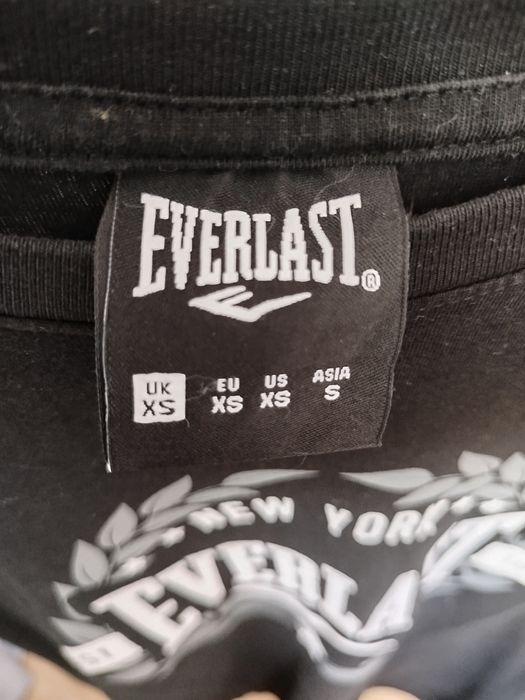 EVERLAST®
UK EU US ASIA
XS XS XS S
NEW YORK
EVERLA